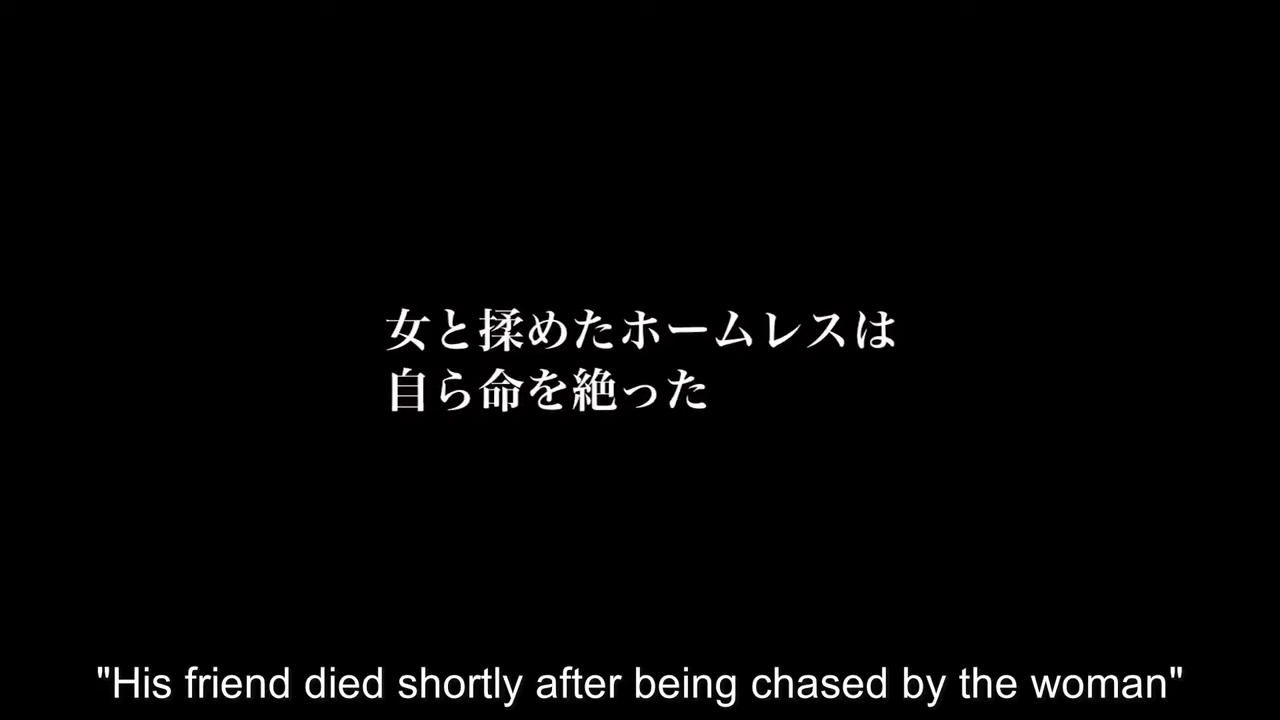 女と揉めたホームレスは
自ら命を絶った
"His friend died shortly after being chased by the woman"